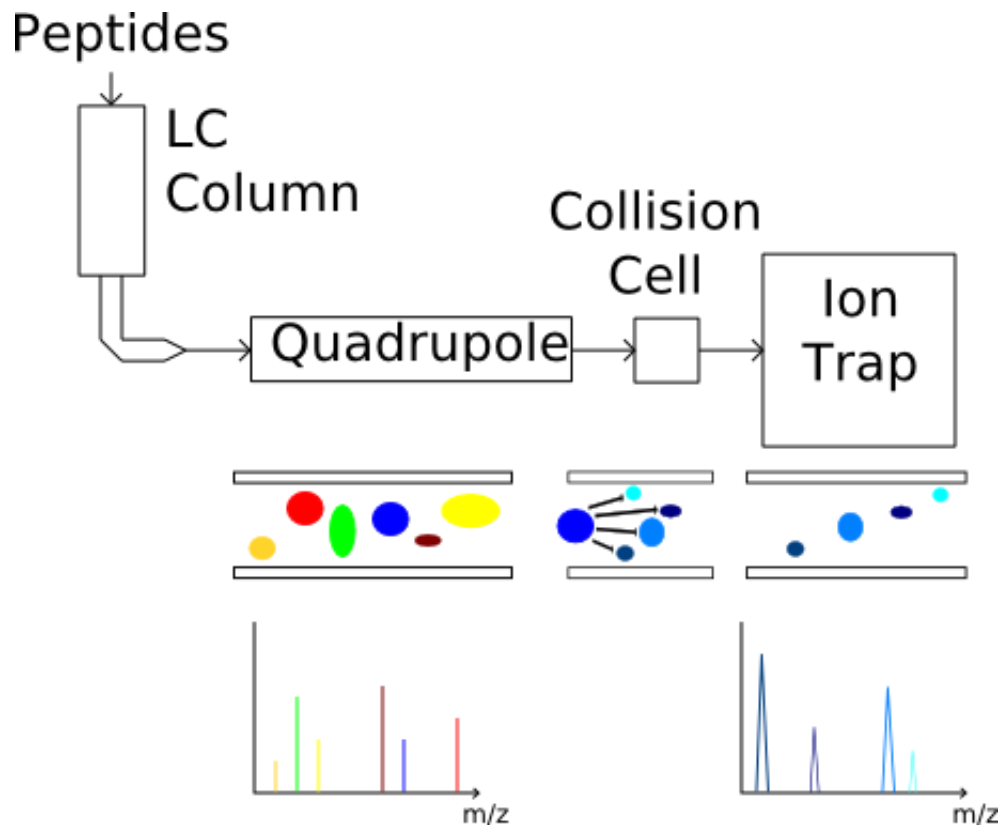 Peptides
LC
Column
Collision
Cell
Ion
Trap
Quadrupole
m/z
m/z